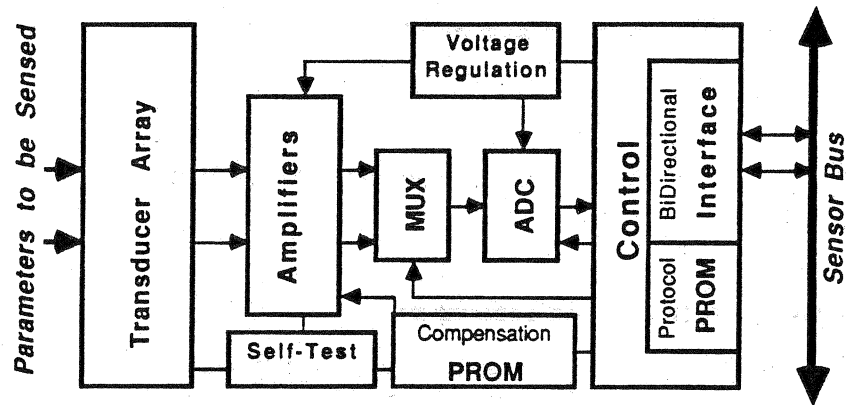 Parameters to be Sensed
Transducer Array
Amplifiers
Self-Test
MUX
Voltage
Regulation
ADC
Compensation
PROM
Control
BiDirectional
Interface
Protocol
PROM
Sensor Bus